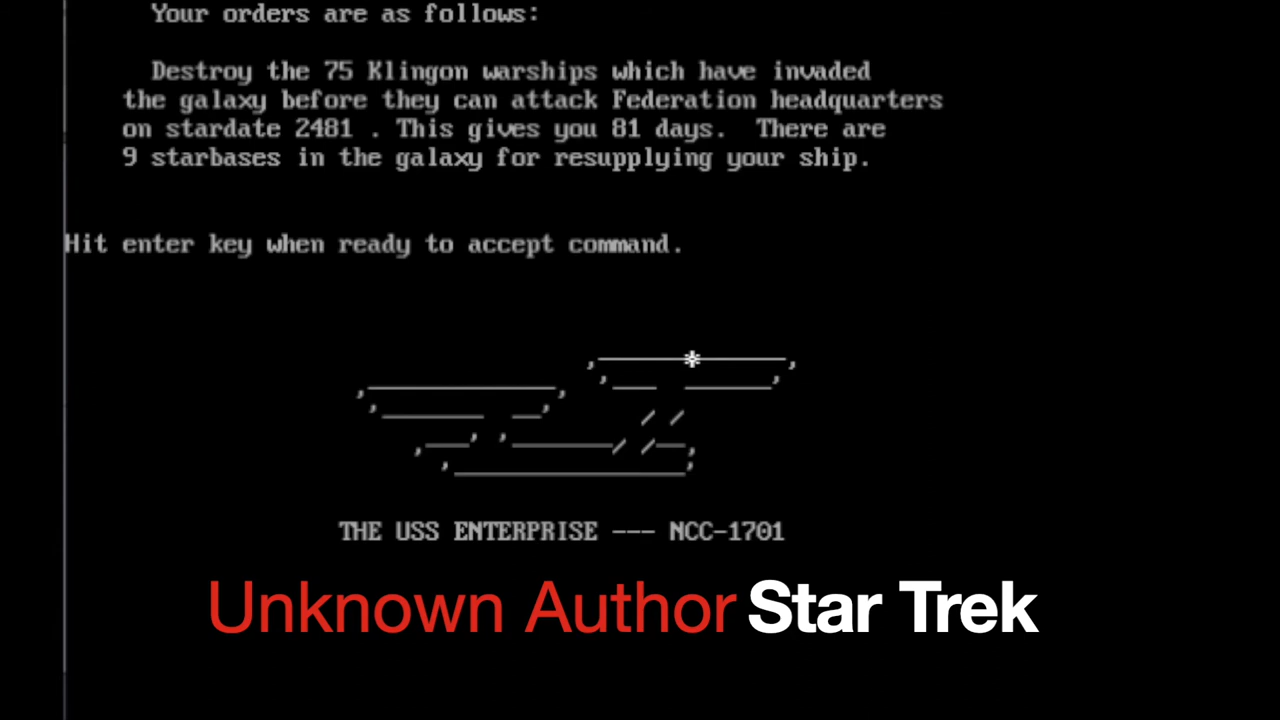 Your orders are as follows:
Destroy the 75 Klingon warships which have invaded
the galaxy before they can attack Federation headquarters
on stardate 2481 . This gives you 81 days.  There are
9 starbases in the galaxy for resupplying your ship.
Hit enter key when ready to accept command.
THE USS ENTERPRISE --- NCC-1701
Unknown Author Star Trek